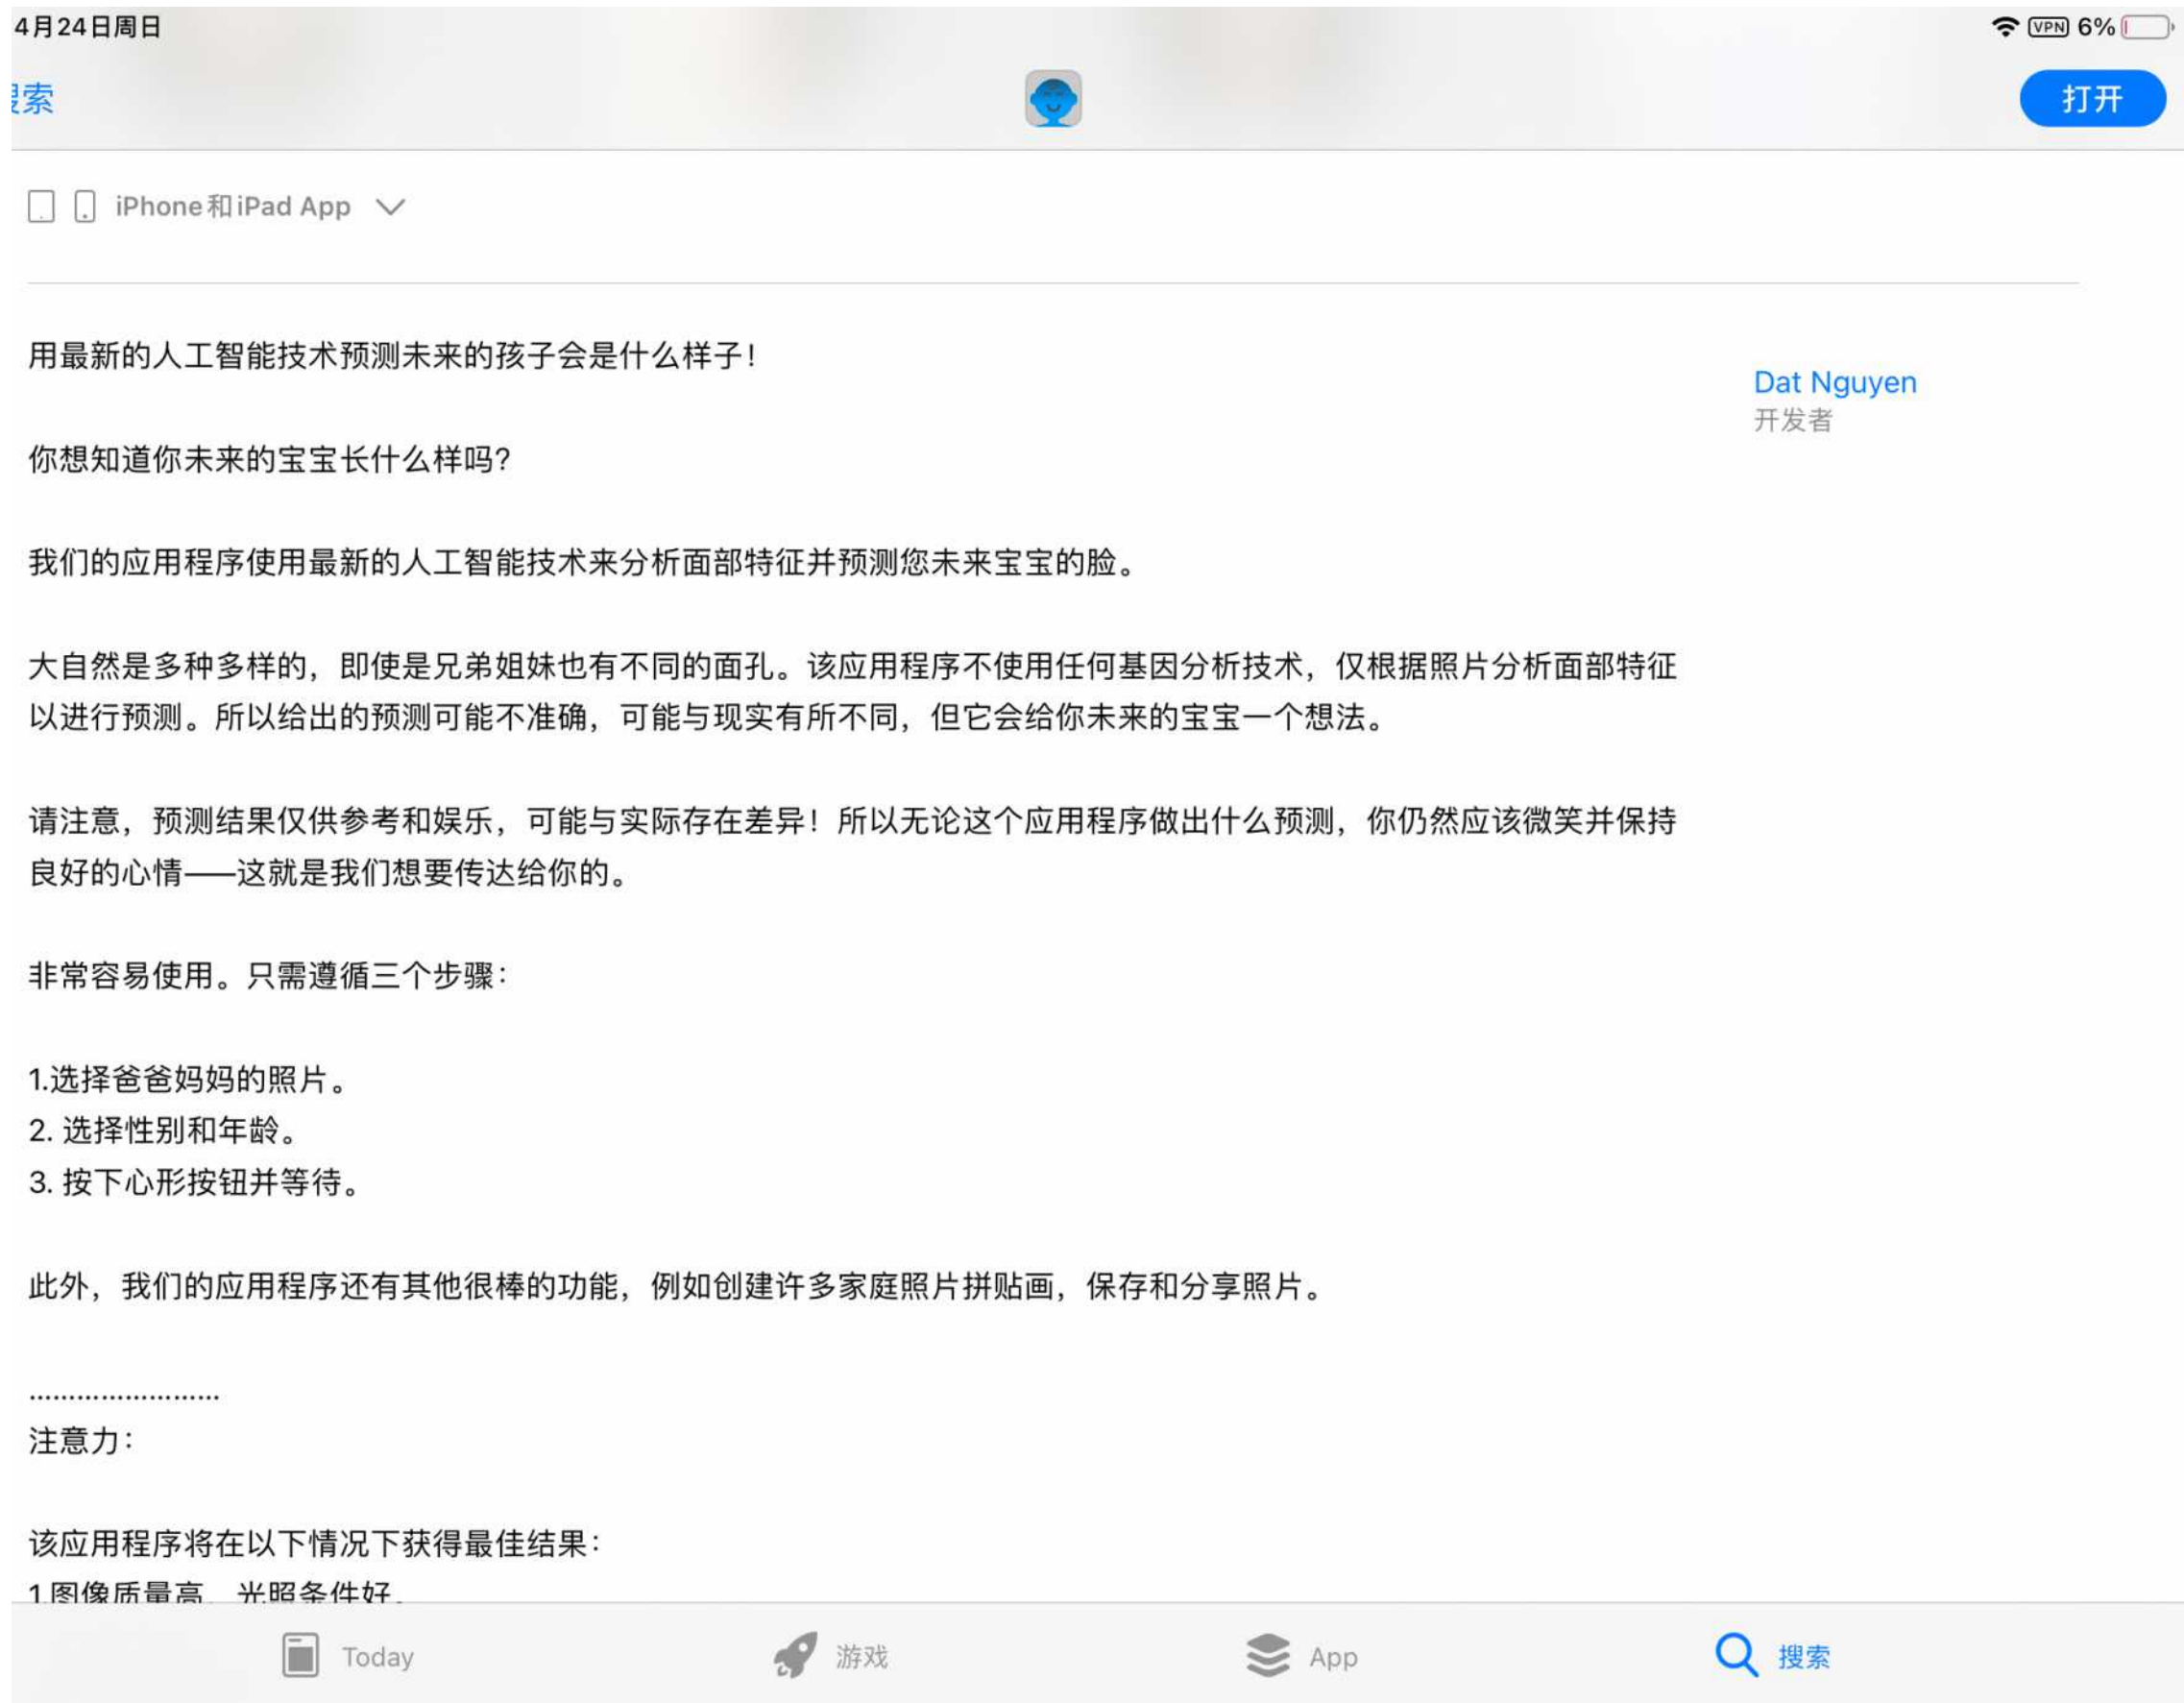 4月24日周日
VPN 6%
索
打开
iPhone和iPad App
用最新的人工智能技术预测未来的孩子会是什么样子！
Dat Nguyen
开发者
你想知道你未来的宝宝长什么样吗？
我们的应用程序使用最新的人工智能技术来分析面部特征并预测您未来宝宝的脸。
大自然是多种多样的，即使是兄弟姐妹也有不同的面孔。该应用程序不使用任何基因分析技术，仅根据照片分析面部特征
以进行预测。所以给出的预测可能不准确，可能与现实有所不同，但它会给你未来的宝宝一个想法。
请注意，预测结果仅供参考和娱乐，可能与实际存在差异！所以无论这个应用程序做出什么预测，你仍然应该微笑并保持
良好的心情——这就是我们想要传达给你的。
非常容易使用。只需遵循三个步骤：
1.选择爸爸妈妈的照片。
2. 选择性别和年龄。
3. 按下心形按钮并等待。
此外，我们的应用程序还有其他很棒的功能，例如创建许多家庭照片拼贴画，保存和分享照片。
........................
注意力：
该应用程序将在以下情况下获得最佳结果：
1.图像质量高，光照条件好。
Today
游戏
App
搜索